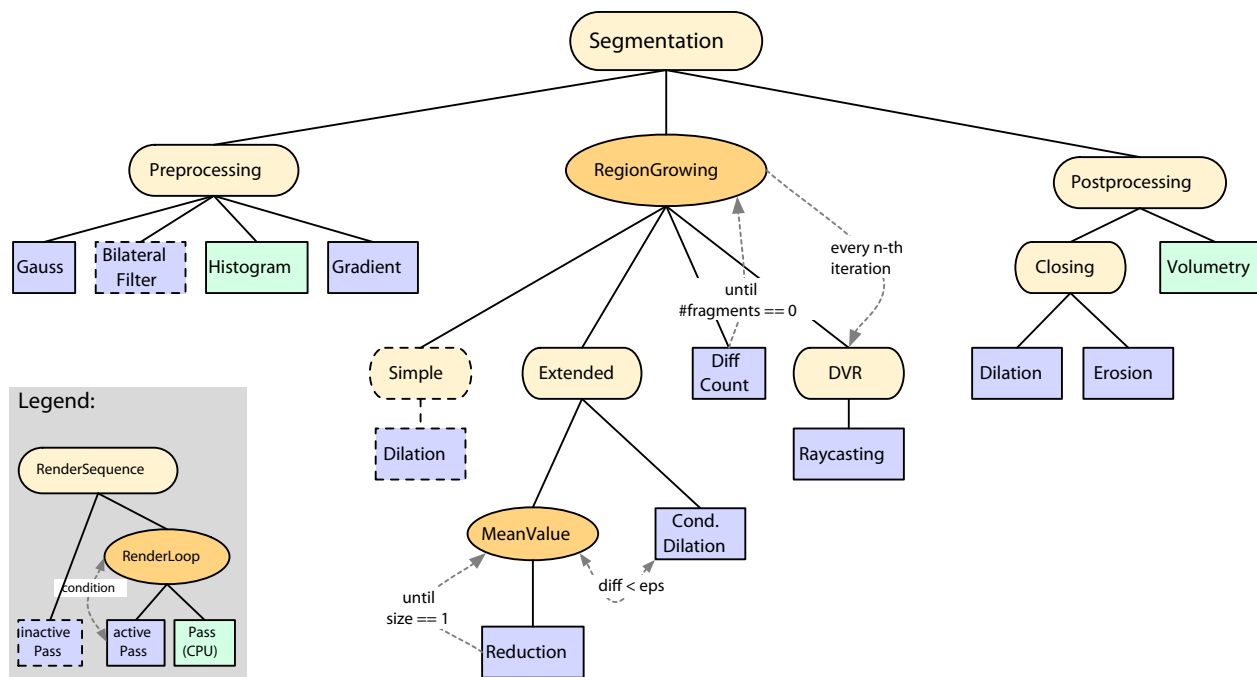 Segmentation
Preprocessing
RegionGrowing
Postprocessing
Gauss
Bilateral
Filter
Histogram
Gradient
every n-th
iteration
Closing
Volumetry
until
#fragments == 0
Simple
Extended
Diff
Count
DVR
Dilation
Erosion
Dilation
Raycasting
MeanValue
Cond.
Dilation
until
size == 1
diff < eps
Reduction
Legend:
RenderSequence
RenderLoop
condition
inactive
Pass
active
Pass
Pass
(CPU)